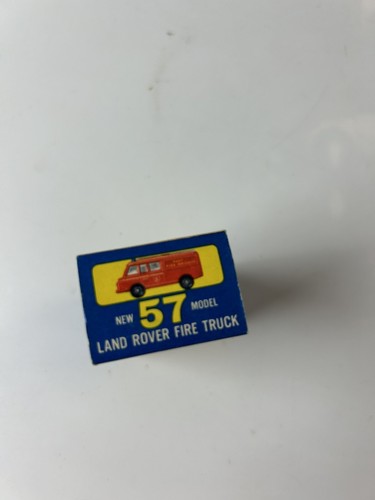 NEW 57 MODEL
LAND ROVER FIRE TRUCK